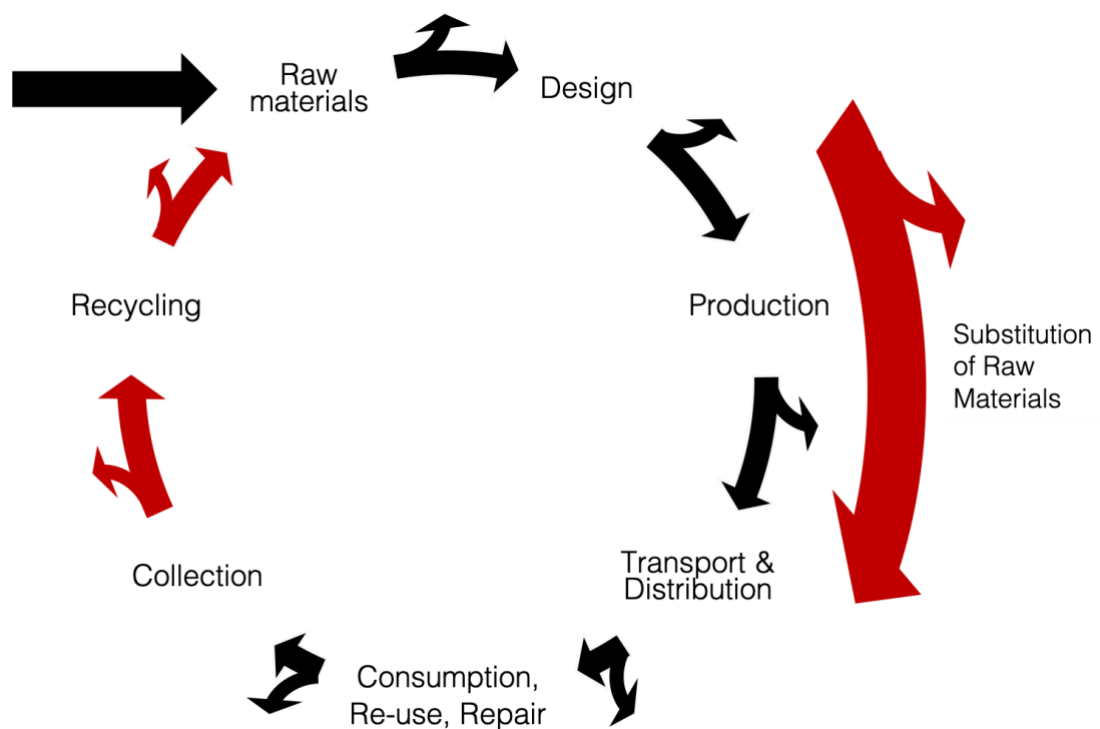 Raw
materials
Design
Production
Substitution
of Raw
Materials
Transport &
Distribution
Consumption,
Re-use, Repair
Collection
Recycling